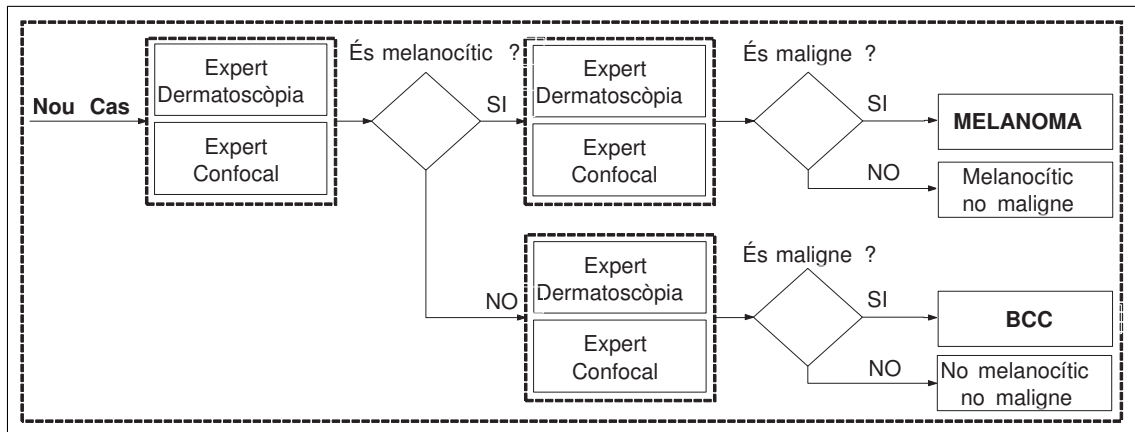 Nou Cas
Expert
Dermatoscòpia
Expert
Confocal
És melanocític ?
SI
NO
Expert
Dermatoscòpia
Expert
Confocal
És maligne ?
SI
MELANOMA
NO
Melanocític
no maligne
Expert
Dermatoscòpia
Expert
Confocal
És maligne ?
SI
BCC
NO
No melanocític
no maligne